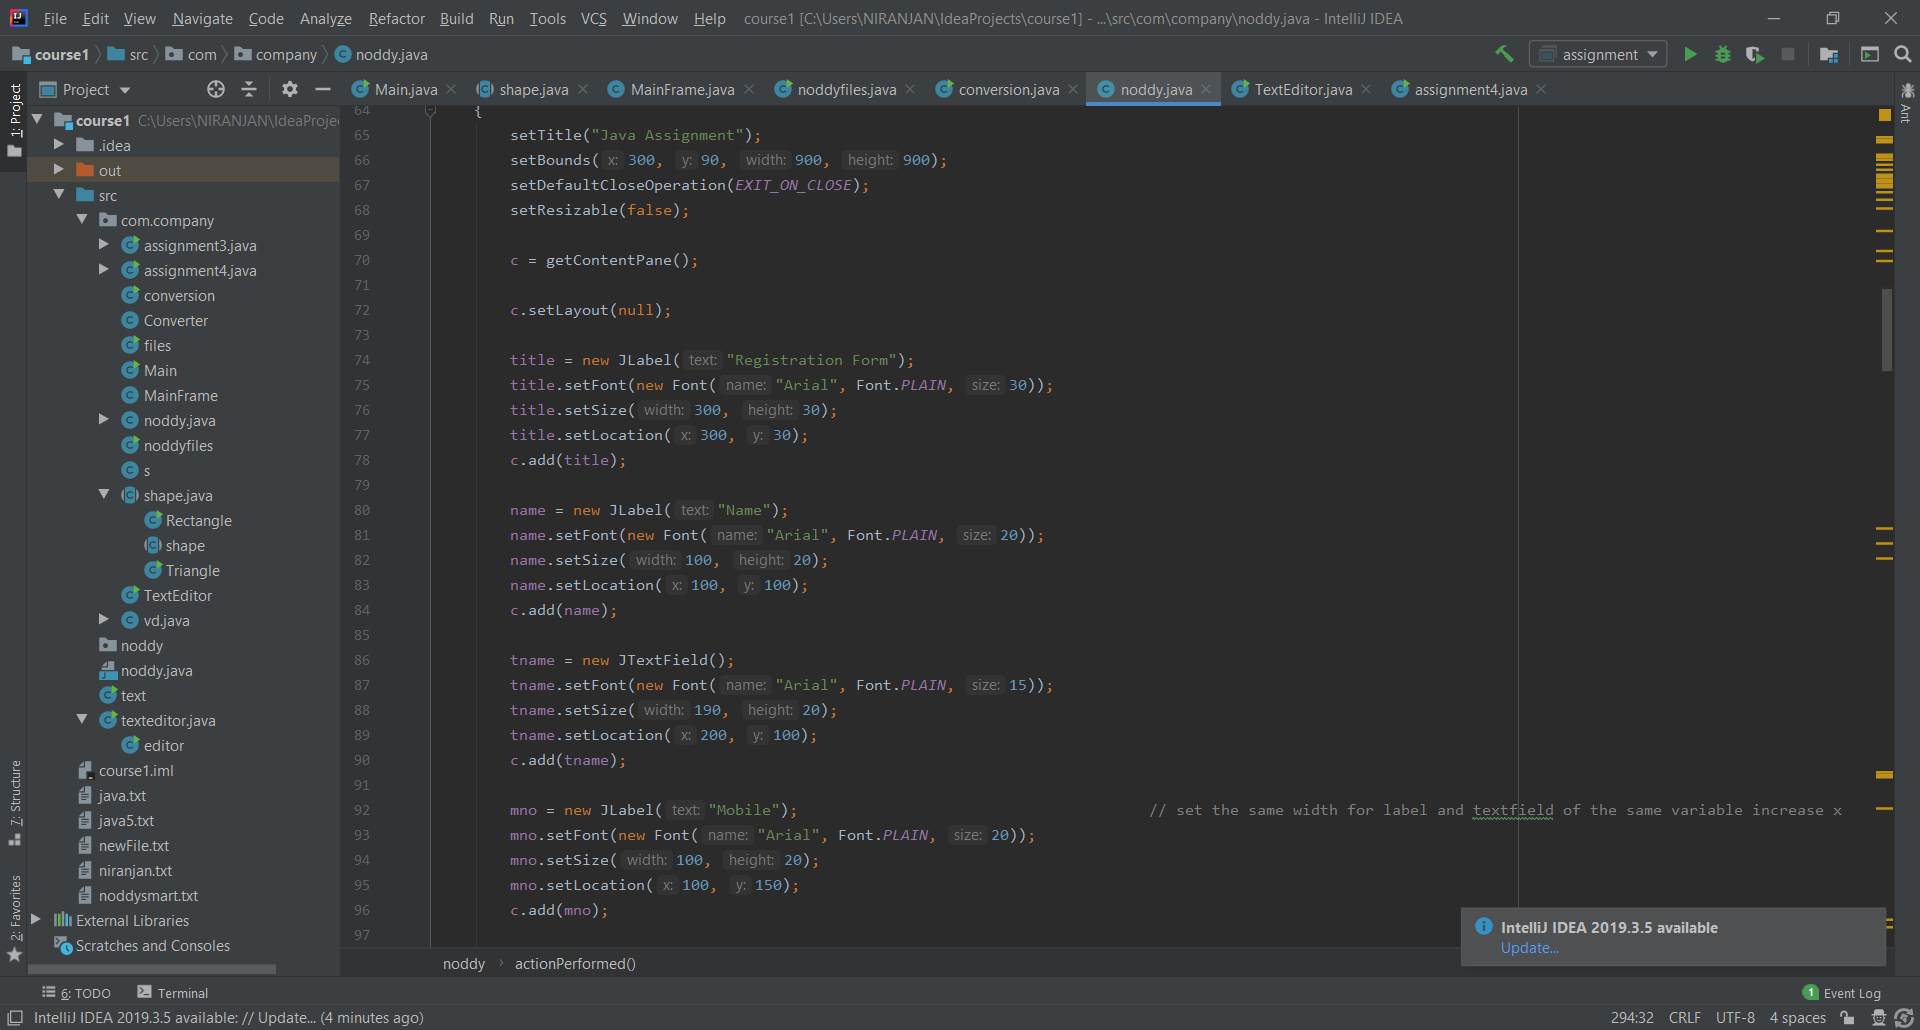 File Edit View Navigate Code Analyze Refactor Build Run Tools VCS Window Help course1 [C:\Users\NIRANJAN\IdeaProjects\course1] - ...\src\com\company\noddy.java - IntelliJ IDEA
course1 src com company noddy.java assignment
Project
Main.java shape.java MainFrame.java noddyfiles.java conversion.java noddy.java TextEditor.java assignment4.java
1: Project
7: Structure
2: Favorites
Ant
course1 C:\Users\NIRANJAN\IdeaProje
.idea
out
src
com.company
assignment3.java
assignment4.java
conversion
Converter
files
Main
MainFrame
noddy.java
noddyfiles
s
shape.java
Rectangle
shape
Triangle
TextEditor
vd.java
noddy
noddy.java
text
texteditor.java
editor
course1.iml
java.txt
java5.txt
newFile.txt
niranjan.txt
noddysmart.txt
External Libraries
Scratches and Consoles
64 {
65 setTitle("Java Assignment");
66 setBounds( x: 300, y: 90, width: 900, height: 900);
67 setDefaultCloseOperation(EXIT_ON_CLOSE);
68 setResizable(false);
69
70 c = getContentPane();
71
72 c.setLayout(null);
73
74 title = new JLabel( text: "Registration Form");
75 title.setFont(new Font( name: "Arial", Font.PLAIN, size: 30));
76 title.setSize( width: 300, height: 30);
77 title.setLocation( x: 300, y: 30);
78 c.add(title);
79
80 name = new JLabel( text: "Name");
81 name.setFont(new Font( name: "Arial", Font.PLAIN, size: 20));
82 name.setSize( width: 100, height: 20);
83 name.setLocation( x: 100, y: 100);
84 c.add(name);
85
86 tname = new JTextField();
87 tname.setFont(new Font( name: "Arial", Font.PLAIN, size: 15));
88 tname.setSize( width: 190, height: 20);
89 tname.setLocation( x: 200, y: 100);
90 c.add(tname);
91
92 mno = new JLabel( text: "Mobile"); // set the same width for label and textfield of the same variable increase x
93 mno.setFont(new Font( name: "Arial", Font.PLAIN, size: 20));
94 mno.setSize( width: 100, height: 20);
95 mno.setLocation( x: 100, y: 150);
96 c.add(mno);
97
IntelliJ IDEA 2019.3.5 available
Update...
noddy actionPerformed()
6: TODO Terminal 1 Event Log
IntelliJ IDEA 2019.3.5 available: // Update... (4 minutes ago) 294:32 CRLF UTF-8 4 spaces